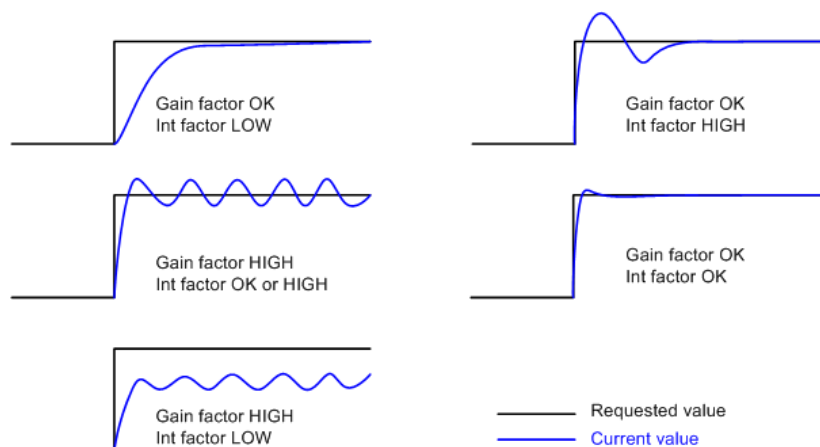 Gain factor OK
Int factor LOW
Gain factor OK
Int factor HIGH
Gain factor HIGH
Int factor OK or HIGH
Gain factor OK
Int factor OK
Gain factor HIGH
Int factor LOW
Requested value
Current value